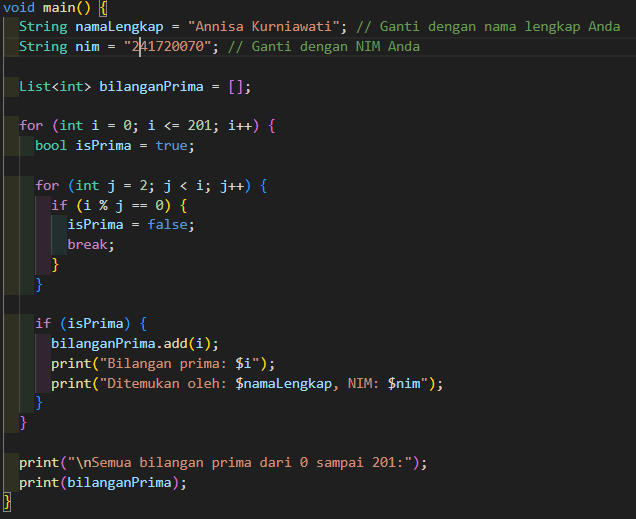 void main() {
String namaLengkap = "Annisa Kurniawati"; // Ganti dengan nama lengkap Anda
String nim = "241720070"; // Ganti dengan NIM Anda
List<int> bilanganPrima = [];
for (int i = 0; i <= 201; i++) {
bool isPrima = true;
for (int j = 2; j < i; j++) {
if (i % j == 0) {
isPrima = false;
break;
}
}
if (isPrima) {
bilanganPrima.add(i);
print("Bilangan prima: $i");
print("Ditemukan oleh: $namaLengkap, NIM: $nim");
}
}
print("\nSemua bilangan prima dari 0 sampai 201:");
print(bilanganPrima);
}